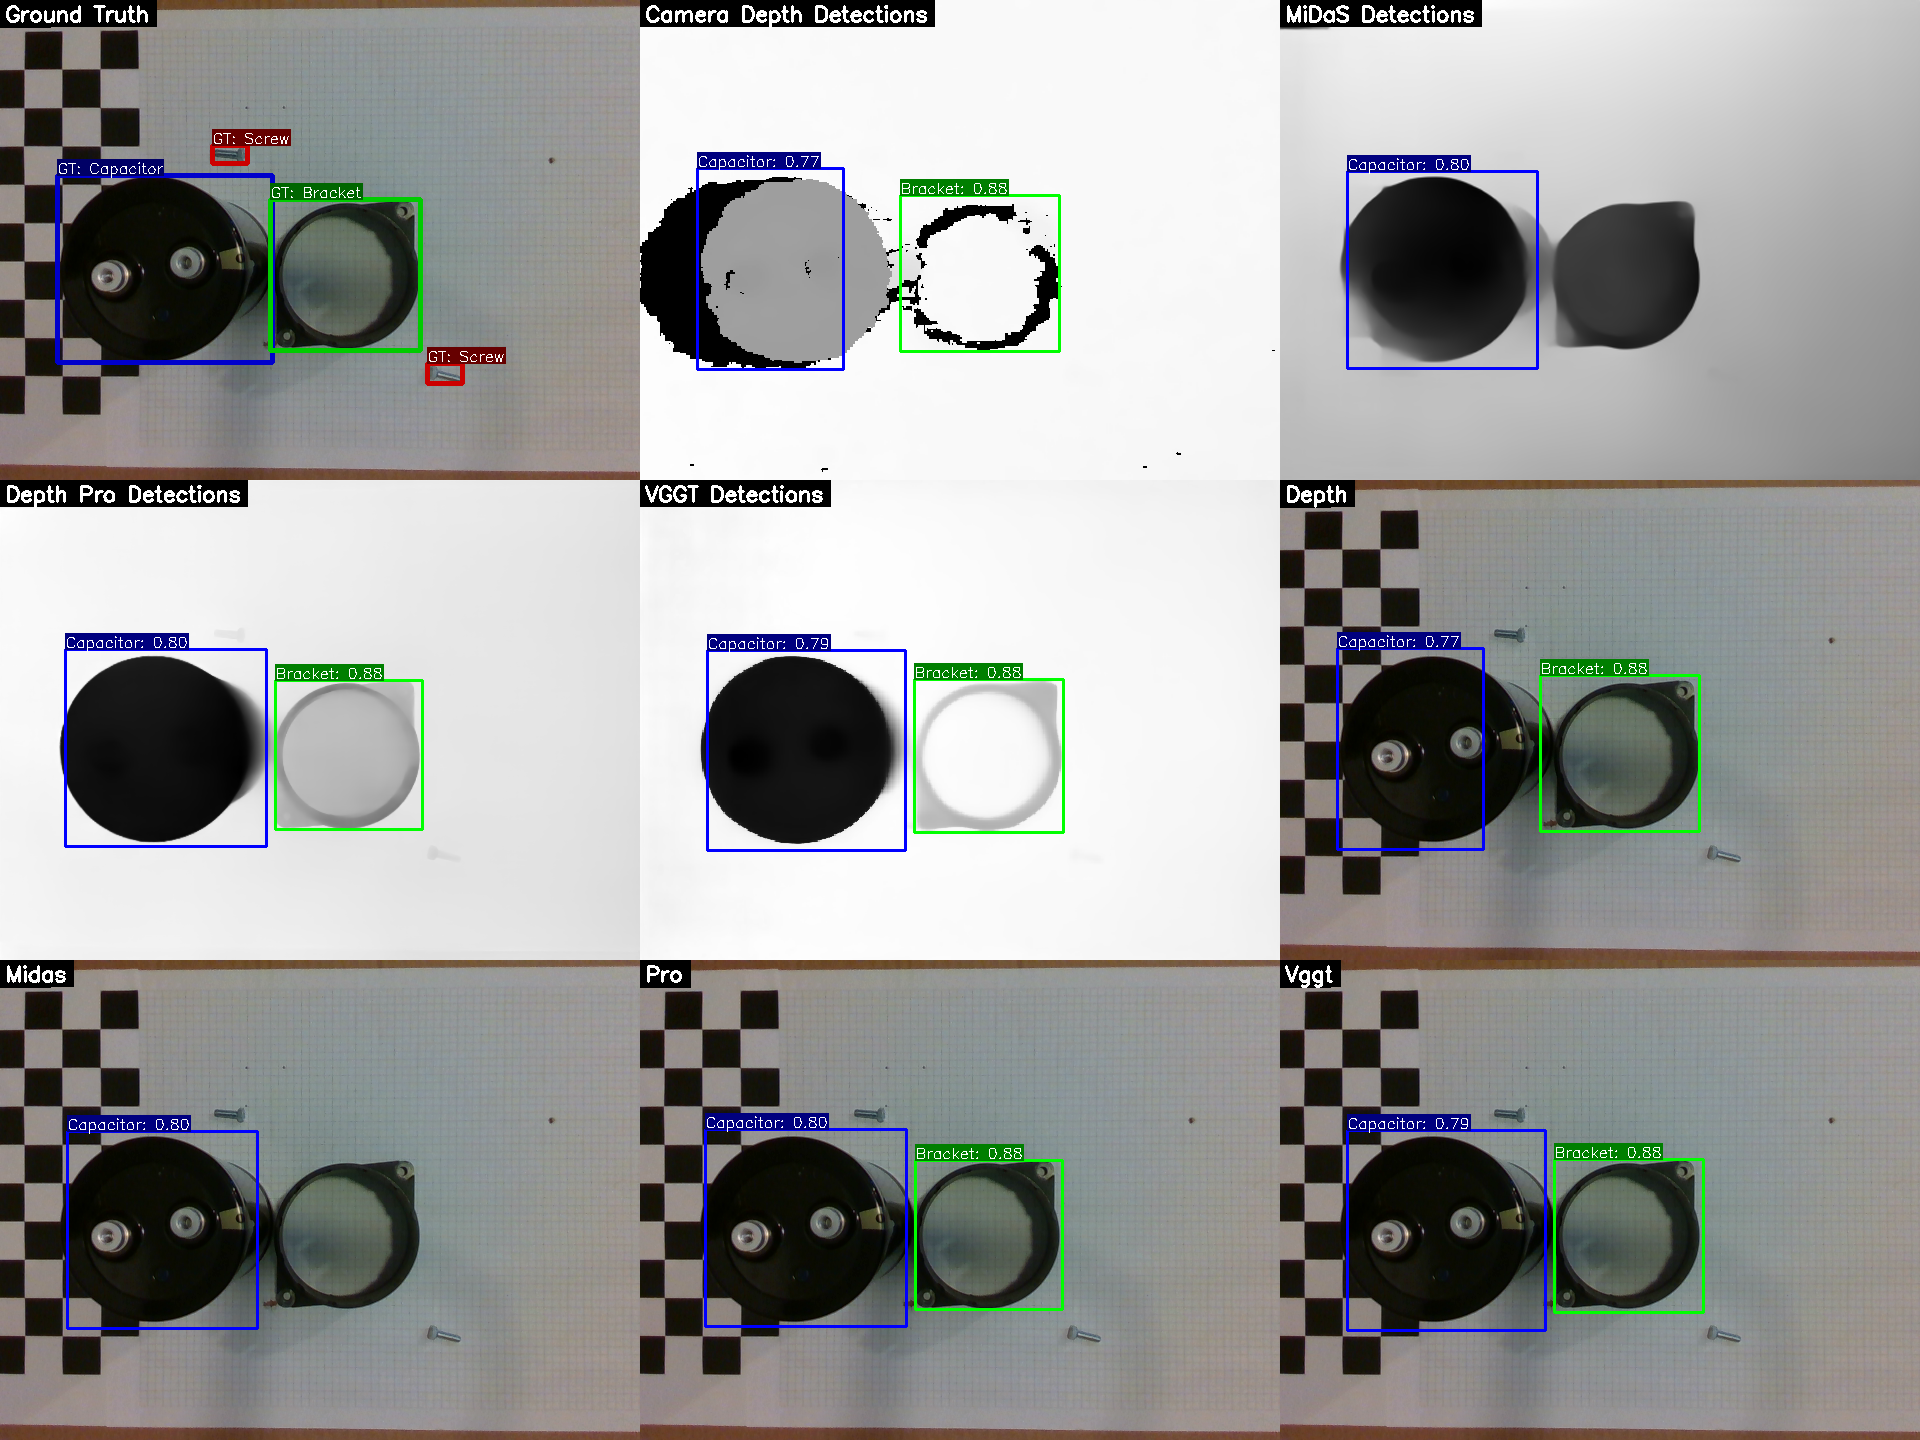 Ground Truth
GT: Screw
GT: Capacitor
GT: Bracket
GT: Screw
Camera Depth Detections
Capacitor: 0.77
Bracket: 0.88
MiDaS Detections
Capacitor: 0.80
Depth Pro Detections
Capacitor: 0.80
Bracket: 0.88
VGGT Detections
Capacitor: 0.79
Bracket: 0.88
Depth
Capacitor: 0.77
Bracket: 0.88
Midas
Capacitor: 0.80
Pro
Capacitor: 0.80
Bracket: 0.88
Vggt
Capacitor: 0.79
Bracket: 0.88